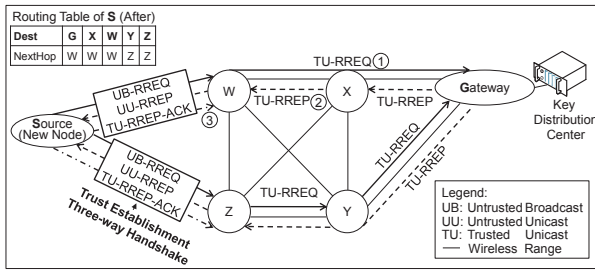 Routing Table of S (After)
Dest G X W Y Z
NextHop W W W Z Z
TU-RREQ ①
UB-RREQ
UU-RREP
TU-RREP-ACK
W
X
Gateway
TU-RREP ②
TU-RREP
③
Key
Distribution
Center
Source
(New Node)
UB-RREQ
UU-RREP
TU-RREP-ACK
TU-RREQ
TU-RREP
Trust Establishment
Three-way Handshake
Z
TU-RREQ
Y
Legend:
UB: Untrusted Broadcast
UU: Untrusted Unicast
TU: Trusted Unicast
Wireless Range